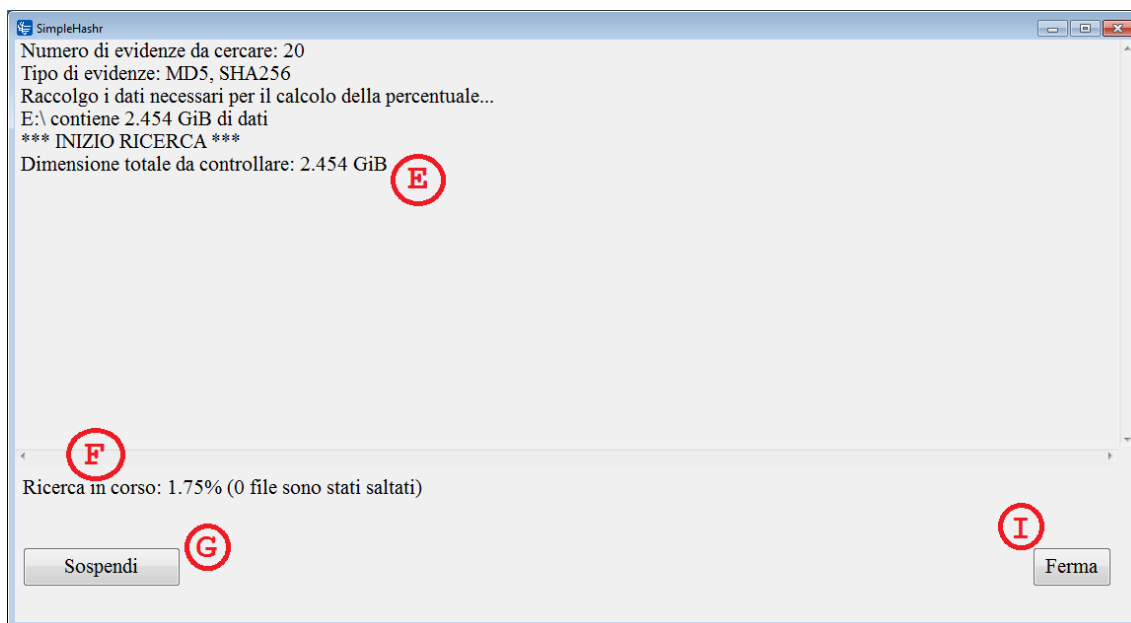 SimpleHashr
Numero di evidenze da cercare: 20
Tipo di evidenze: MD5, SHA256
Raccolgo i dati necessari per il calcolo della percentuale...
E:\ contiene 2.454 GiB di dati
*** INIZIO RICERCA ***
Dimensione totale da controllare: 2.454 GiB
E
F
Ricerca in corso: 1.75% (0 file sono stati saltati)
G
I
Sospendi
Ferma